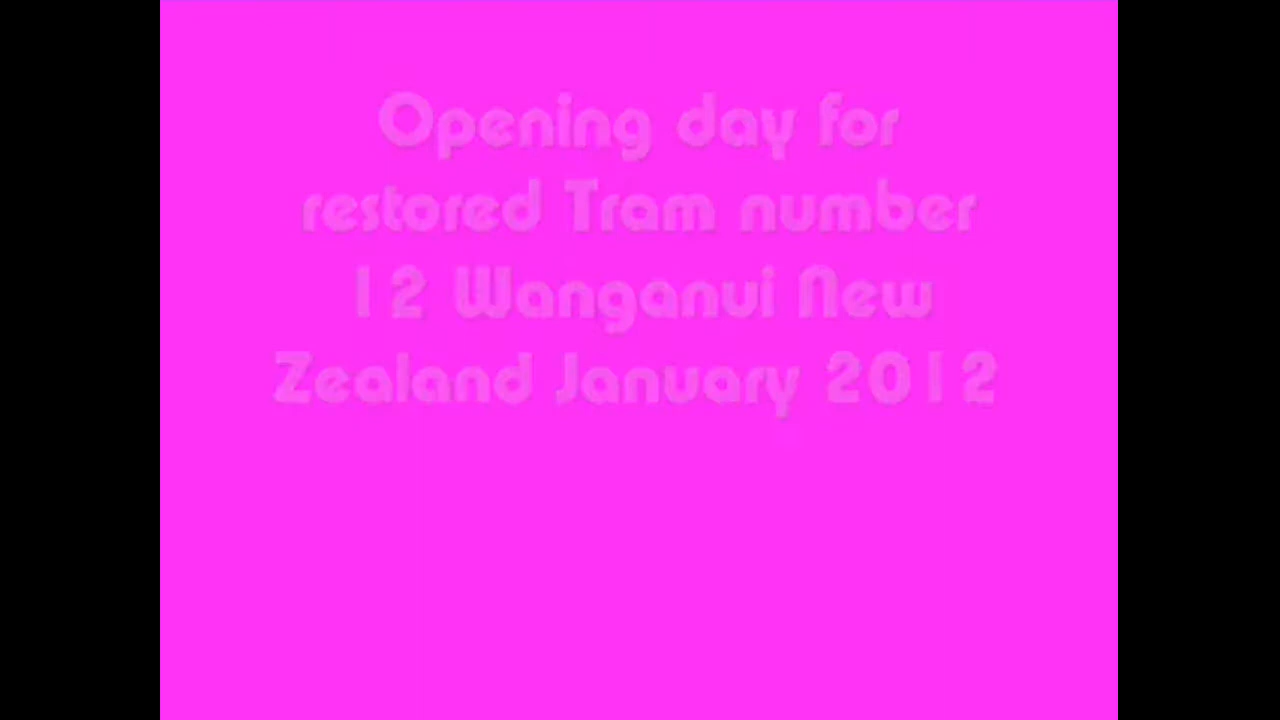 Opening day for
restored Tram number
12 Wanganui New
Zealand January 2012